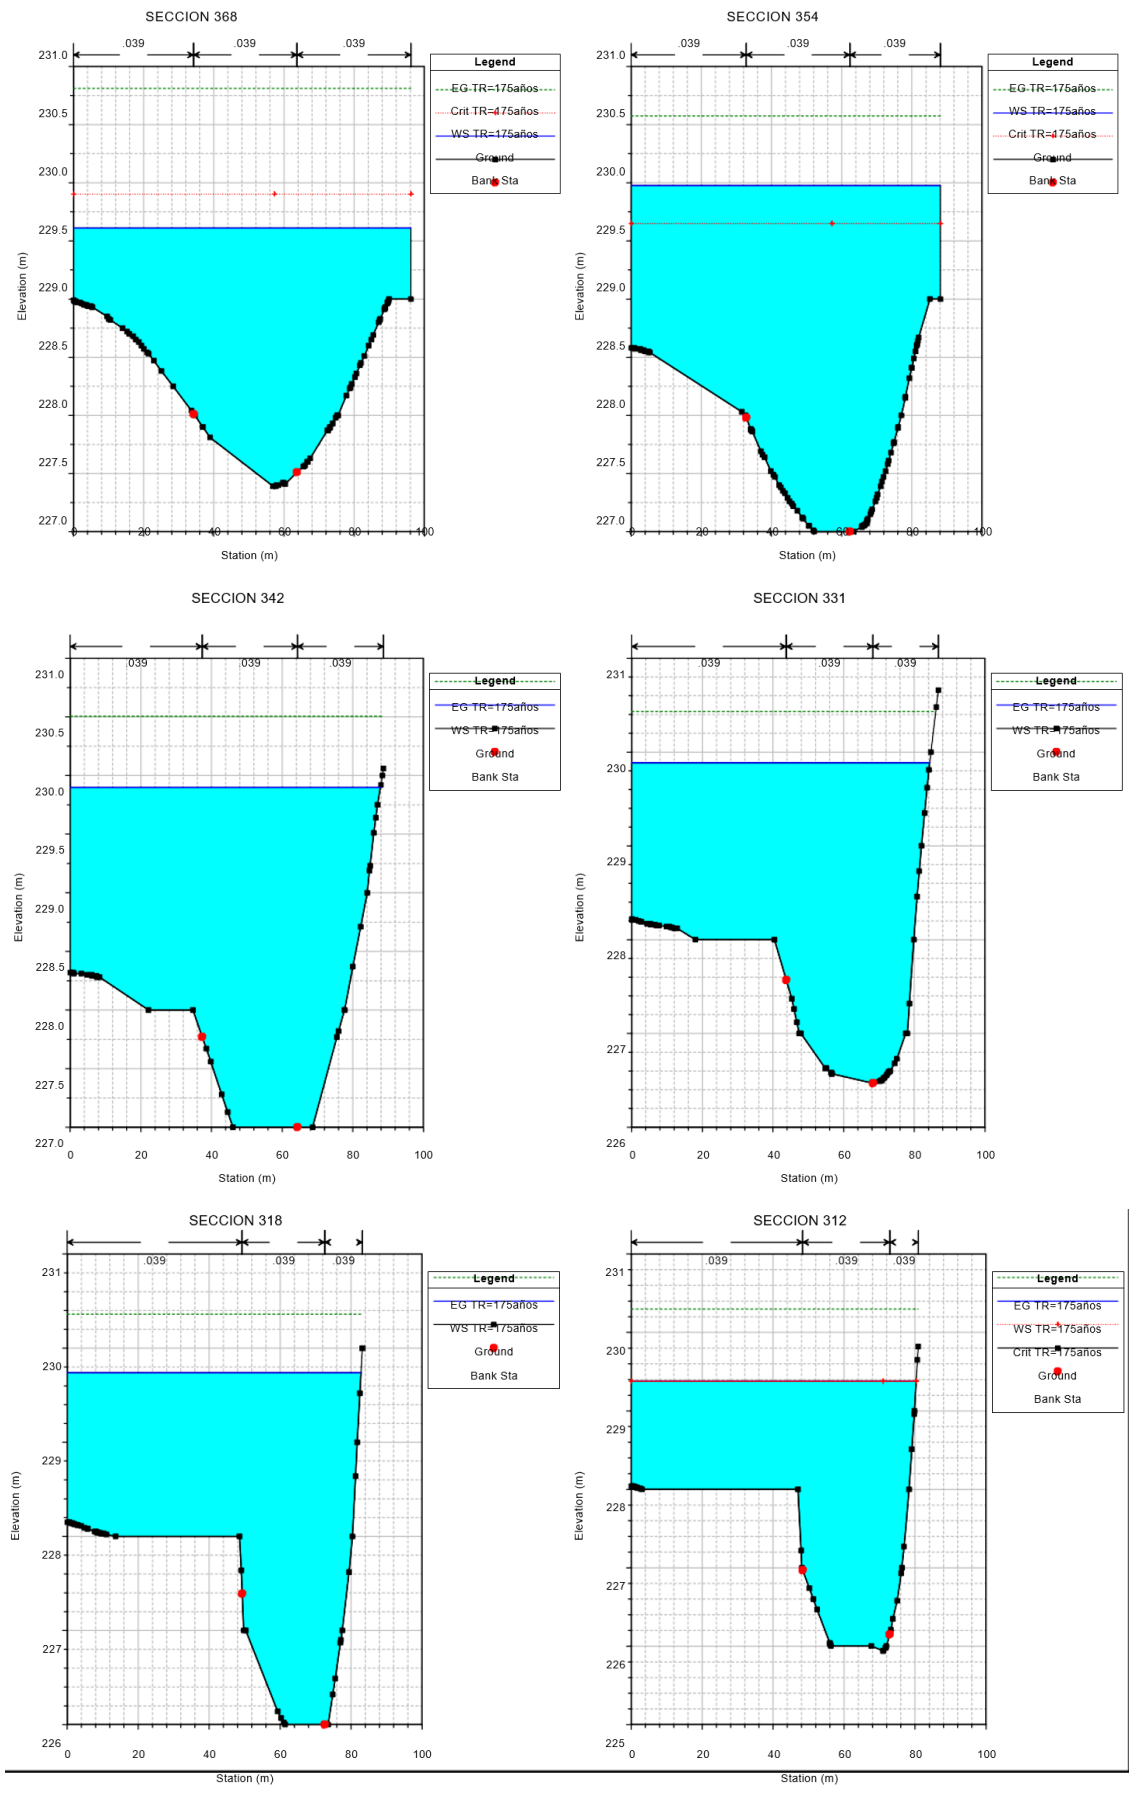 SECCION 368
.039 .039 .039
231.0
230.5
230.0
229.5
229.0
228.5
228.0
227.5
227.0
Elevation (m)
0 20 40 60 80 100
Station (m)
Legend
EG TR=175años
Crit TR=175años
WS TR=175años
Ground
Bank Sta
SECCION 354
.039 .039 .039
231.0
230.5
230.0
229.5
229.0
228.5
228.0
227.5
227.0
Elevation (m)
0 20 40 60 80 100
Station (m)
Legend
EG TR=175años
WS TR=175años
Crit TR=175años
Ground
Bank Sta
SECCION 342
.039 .039 .039
231.0
230.5
230.0
229.5
229.0
228.5
228.0
227.5
227.0
Elevation (m)
0 20 40 60 80 100
Station (m)
Legend
EG TR=175años
WS TR=175años
Ground
Bank Sta
SECCION 331
.039 .039 .039
231
230
229
228
227
226
Elevation (m)
0 20 40 60 80 100
Station (m)
Legend
EG TR=175años
WS TR=175años
Ground
Bank Sta
SECCION 318
.039 .039 .039
231
230
229
228
227
226
Elevation (m)
0 20 40 60 80 100
Station (m)
Legend
EG TR=175años
WS TR=175años
Ground
Bank Sta
SECCION 312
.039 .039 .039
231
230
229
228
227
226
225
Elevation (m)
0 20 40 60 80 100
Station (m)
Legend
EG TR=175años
WS TR=175años
Crit TR=175años
Ground
Bank Sta